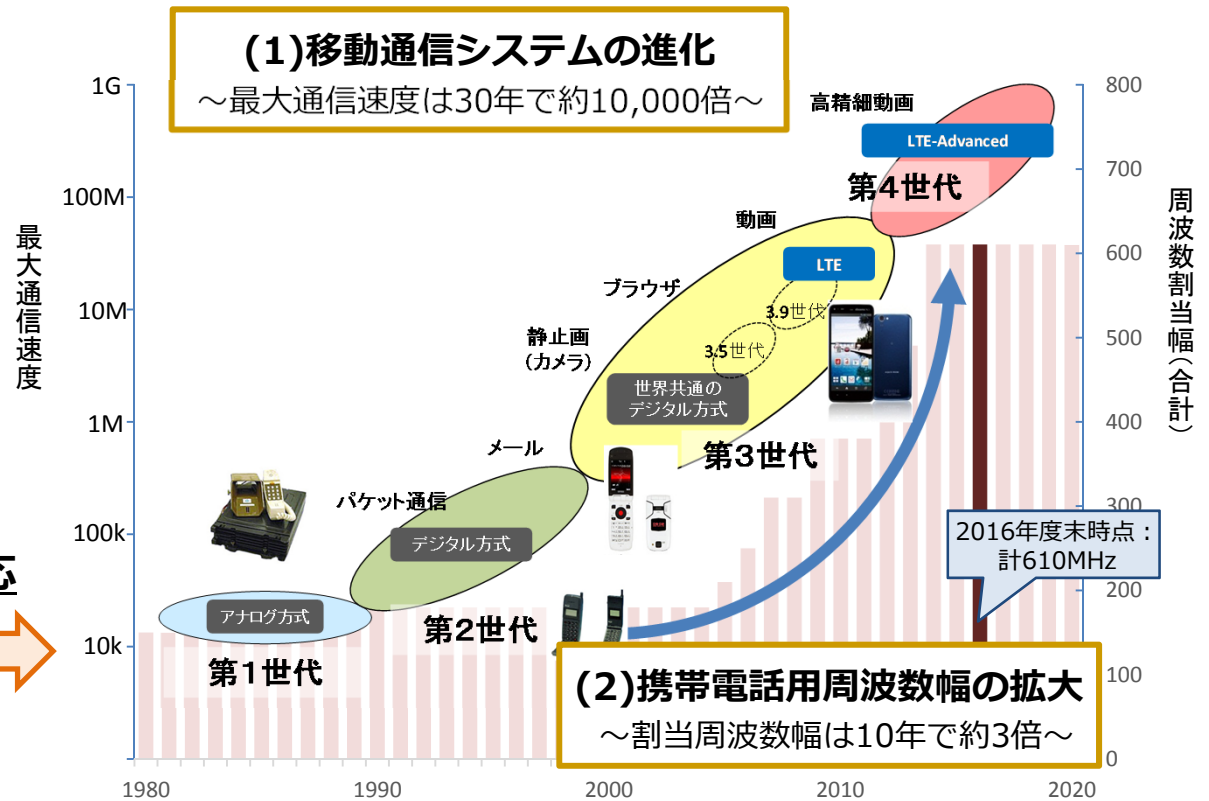 (1)移動通信システムの進化
～最大通信速度は30年で約10,000倍～
最大通信速度
1G
100M
10M
1M
100k
10k
周波数割当幅(合計)
800
700
600
500
400
300
200
100
0
1980
1990
2000
2010
2020
高精細動画
LTE-Advanced
第4世代
動画
LTE
ブラウザ
3.9世代
静止画
(カメラ)
3.5世代
世界共通の
デジタル方式
第3世代
メール
パケット通信
デジタル方式
第2世代
アナログ方式
第1世代
2016年度末時点：
計610MHz
(2)携帯電話用周波数幅の拡大
～割当周波数幅は10年で約3倍～